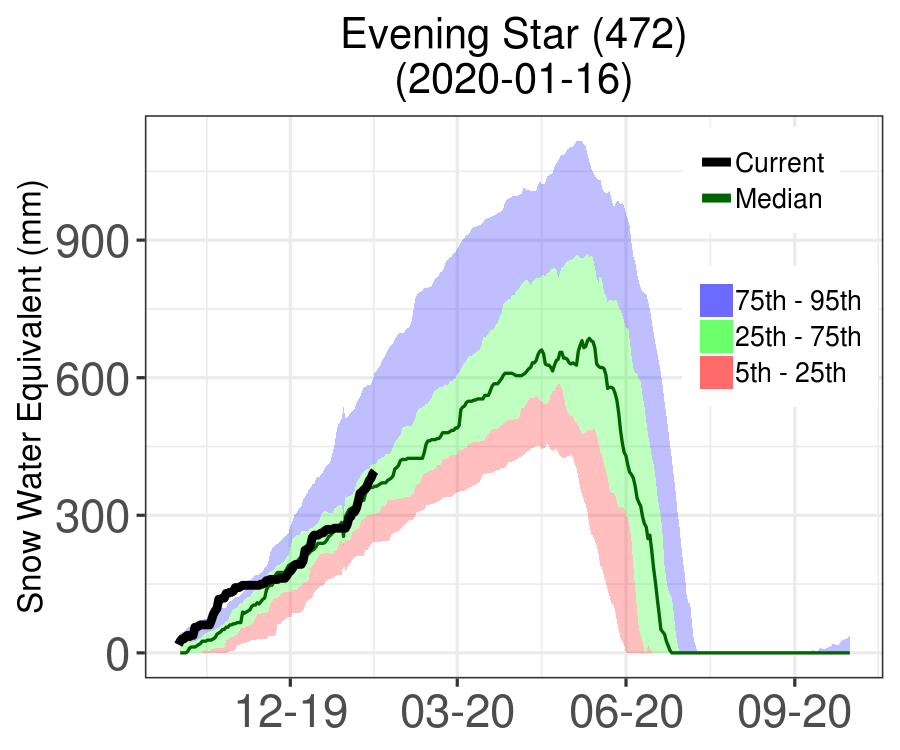 Evening Star (472)
(2020-01-16)
Snow Water Equivalent (mm)
900
600
300
0
12-19
03-20
06-20
09-20
Current
Median
75th - 95th
25th - 75th
5th - 25th